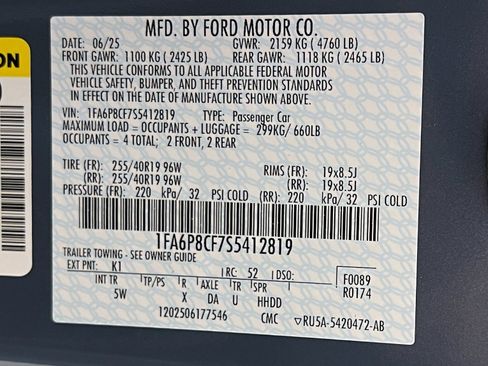 MFD. BY FORD MOTOR CO.
DATE: 06/25 GVWR: 2159 KG (4760 LB)
FRONT GAWR: 1100 KG (2425 LB) REAR GAWR: 1118 KG (2465 LB)
THIS VEHICLE CONFORMS TO ALL APPLICABLE FEDERAL MOTOR
VEHICLE SAFETY, BUMPER, AND THEFT PREVENTION STANDARDS
IN EFFECT ON THE DATE OF MANUFACTURE SHOWN ABOVE.
VIN: 1FA6P8CF7S5412819 TYPE: Passenger Car
MAXIMUM LOAD = OCCUPANTS + LUGGAGE = 299KG/ 660LB
OCCUPANTS = 4 TOTAL; 2 FRONT, 2 REAR
TIRE (FR): 255/40R19 96W RIMS (FR): 19x8.5J
(RR): 255/40R19 96W (RR): 19x8.5J
PRESSURE (FR): 220 kPa/ 32 PSI COLD (RR): 220 kPa/ 32 PSI COLD
1FA6P8CF7S5412819
TRAILER TOWING - SEE OWNER GUIDE
EXT PNT: K1 RC: 52 DSO: F0089
R0174
INT TR TP/PS R AXLE TR SPR
5W X DA U HHDD
1202506177546 CMC ▽RU5A-5420472-AB
ION